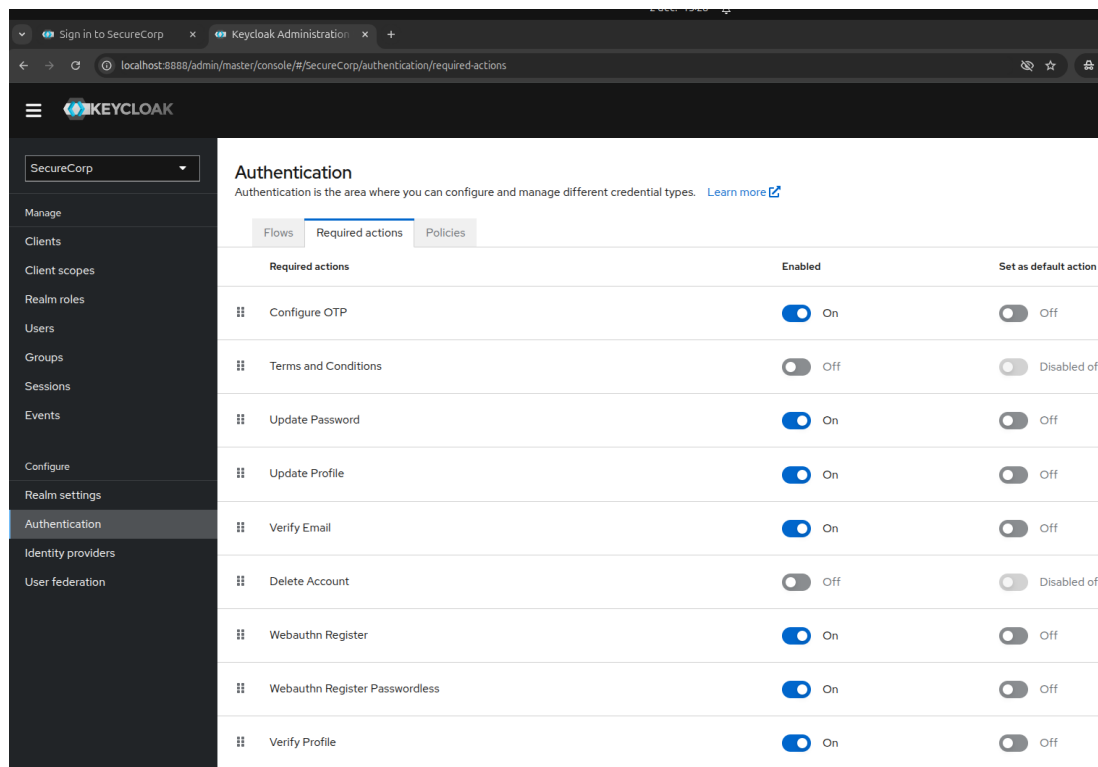 Sign in to SecureCorp
Keycloak Administration
localhost:8888/admin/master/console/#/SecureCorp/authentication/required-actions
KEYCLOAK
SecureCorp
Manage
Clients
Client scopes
Realm roles
Users
Groups
Sessions
Events
Configure
Realm settings
Authentication
Identity providers
User federation
Authentication
Authentication is the area where you can configure and manage different credential types. Learn more
Flows Required actions Policies
Required actions Enabled Set as default action
Configure OTP On Off
Terms and Conditions Off Disabled of
Update Password On Off
Update Profile On Off
Verify Email On Off
Delete Account Off Disabled of
Webauthn Register On Off
Webauthn Register Passwordless On Off
Verify Profile On Off